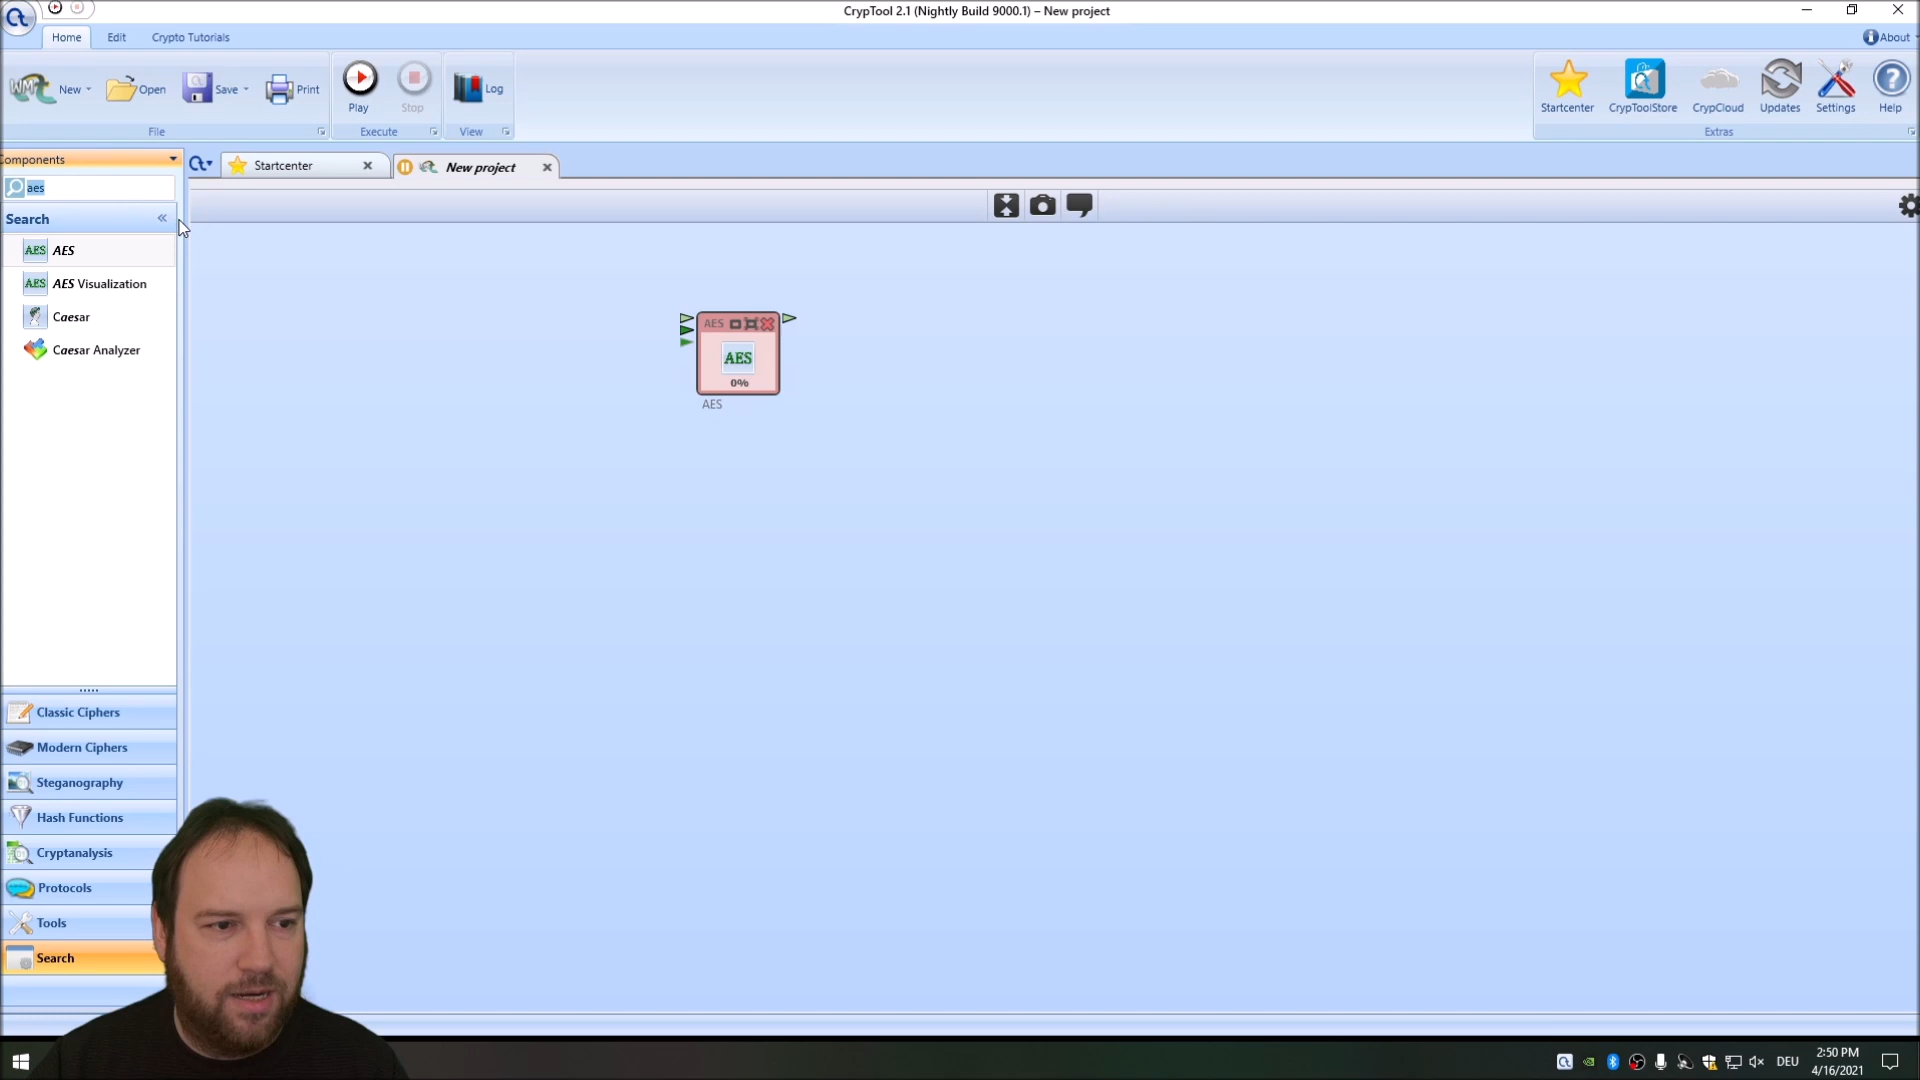 CrypTool 2.1 (Nightly Build 9000.1) – New project
Home Edit Crypto Tutorials
About
New Open Save Print
Play Stop
Log
Startcenter CrypToolStore CrypCloud Updates Settings Help
File Execute View Extras
Components
Startcenter
New project
aes
Search
AES AES
AES AES Visualization
Caesar
Caesar Analyzer
AES
AES
0%
AES
Classic Ciphers
Modern Ciphers
Steganography
Hash Functions
Cryptanalysis
Protocols
Tools
Search
DEU
2:50 PM
4/16/2021